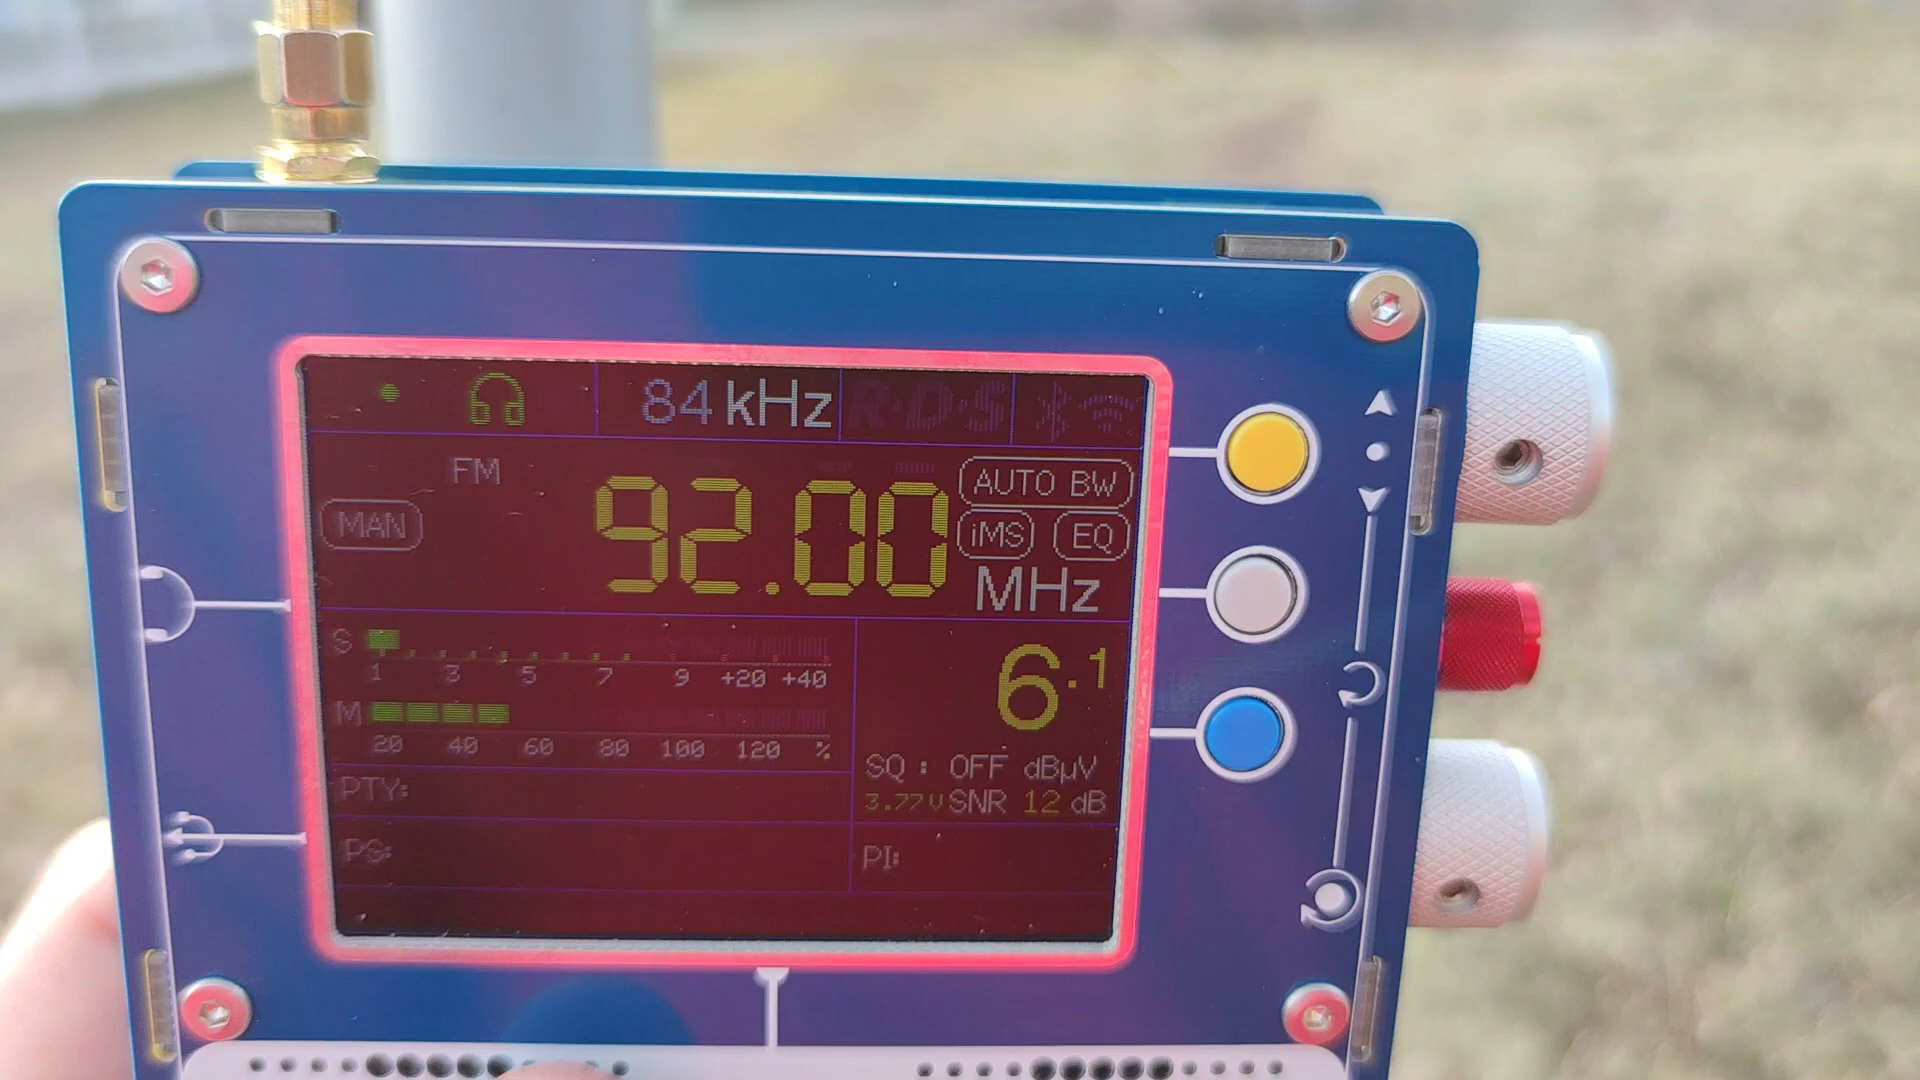 84 kHz R·D·S
FM
MAN
92.00
AUTO BW
iMS EQ
MHz
S
1 3 5 7 9 +20 +40
M
20 40 60 80 100 120 %
6.1
SQ : OFF dBµV
3.77V SNR 12 dB
PTY:
PS:
PI: